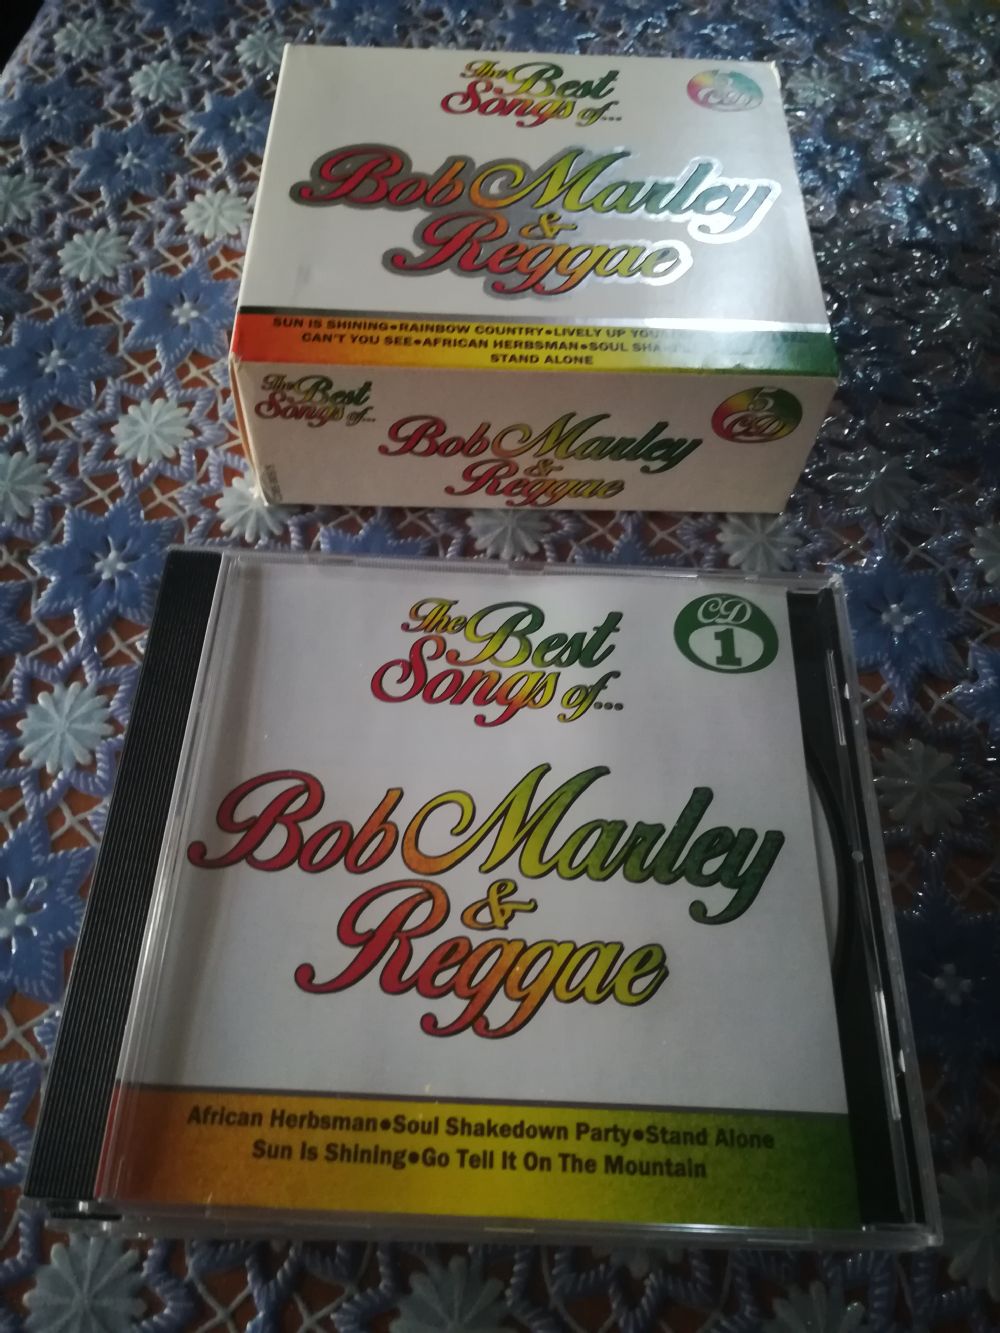 The Best
Songs of...
CD
Bob Marley
&
Reggae
SUN IS SHINING•RAINBOW COUNTRY•LIVELY UP
CAN'T YOU SEE•AFRICAN HERBSMAN•SOUL
STAND ALONE
The Best
Songs of...
5
CD
Bob Marley
&
Reggae
The Best
Songs of...
CD
1
Bob Marley
&
Reggae
African Herbsman•Soul Shakedown Party•Stand Alone
Sun Is Shining•Go Tell It On The Mountain